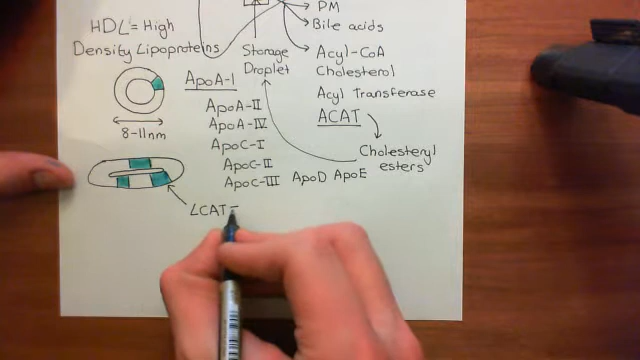 HDL = High
Density Lipoproteins
8-11nm
ApoA-I
ApoA-II
ApoA-IV
ApoC-I
ApoC-II
ApoC-III ApoD ApoE
LCAT
Storage
Droplet
PM
Bile acids
Acyl-CoA
Cholesterol
Acyl Transferase
ACAT
Cholesteryl
esters